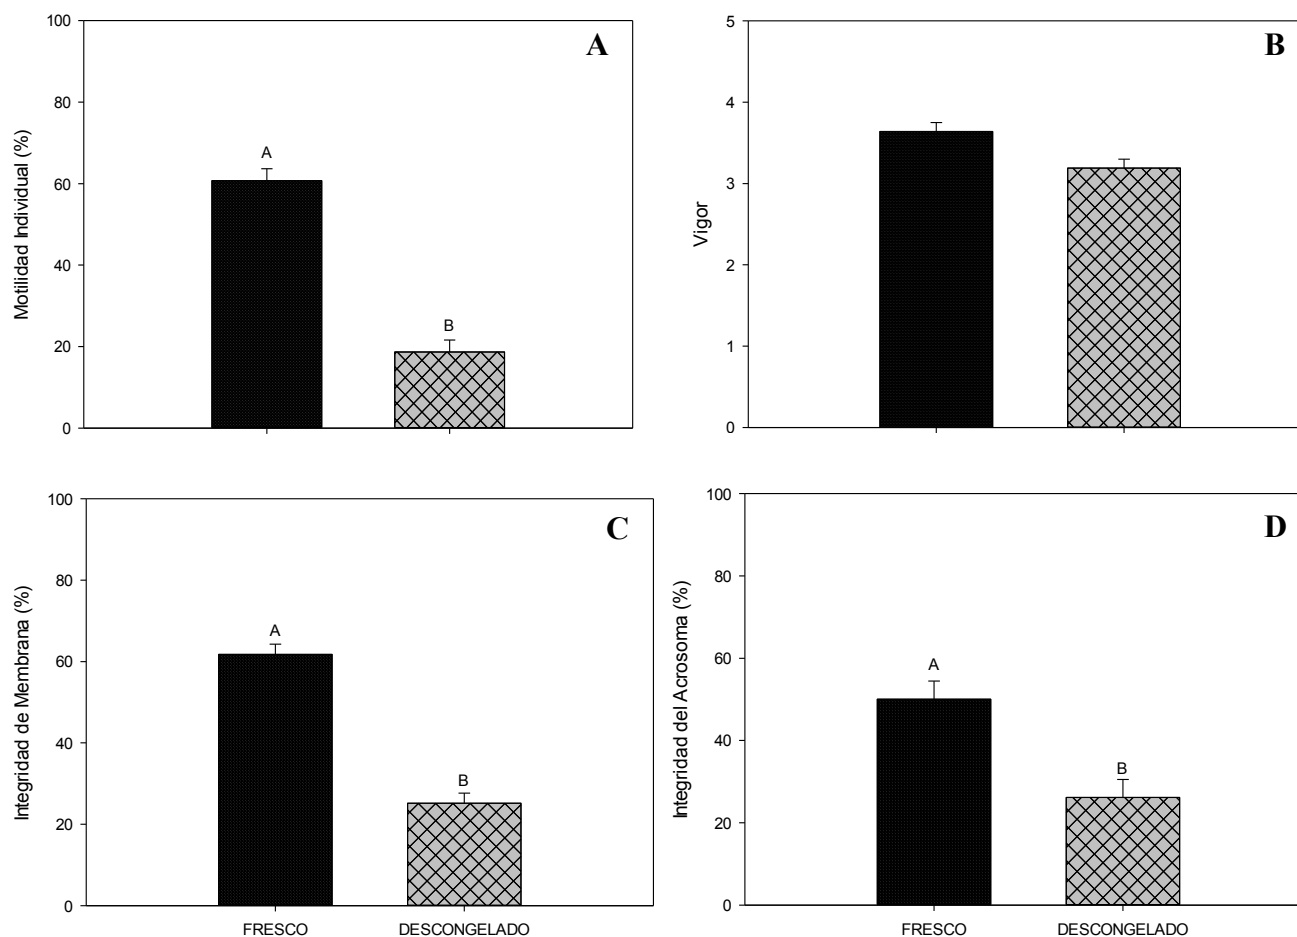 A
Motilidad Individual (%)
100
80
60
40
20
0
A
B
B
Vigor
5
4
3
2
1
0
C
Integridad de Membrana (%)
100
80
60
40
20
0
A
B
FRESCO
DESCONGELADO
D
Integridad del Acrosoma (%)
100
80
60
40
20
0
A
B
FRESCO
DESCONGELADO